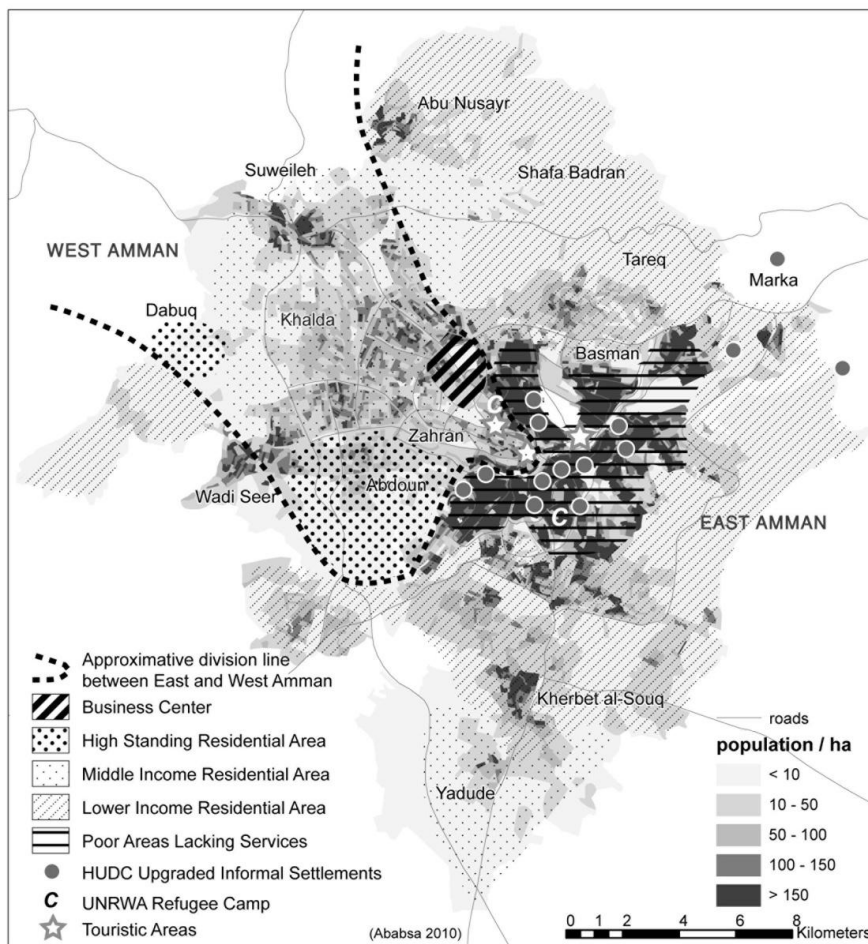 Abu Nusayr
Suweileh
Shafa Badran
WEST AMMAN
Tareq
Marka
Dabuq
Khalda
Basman
C
Zahran
Wadi Seer
Abdoun
C
EAST AMMAN
Kherbet al-Souq
Yadude
Approximative division line
between East and West Amman
Business Center
High Standing Residential Area
Middle Income Residential Area
Lower Income Residential Area
Poor Areas Lacking Services
HUDC Upgraded Informal Settlements
C UNRWA Refugee Camp
Touristic Areas
(Ababsa 2010)
roads
population / ha
< 10
10 - 50
50 - 100
100 - 150
> 150
0 1 2 4 6 8
Kilometers